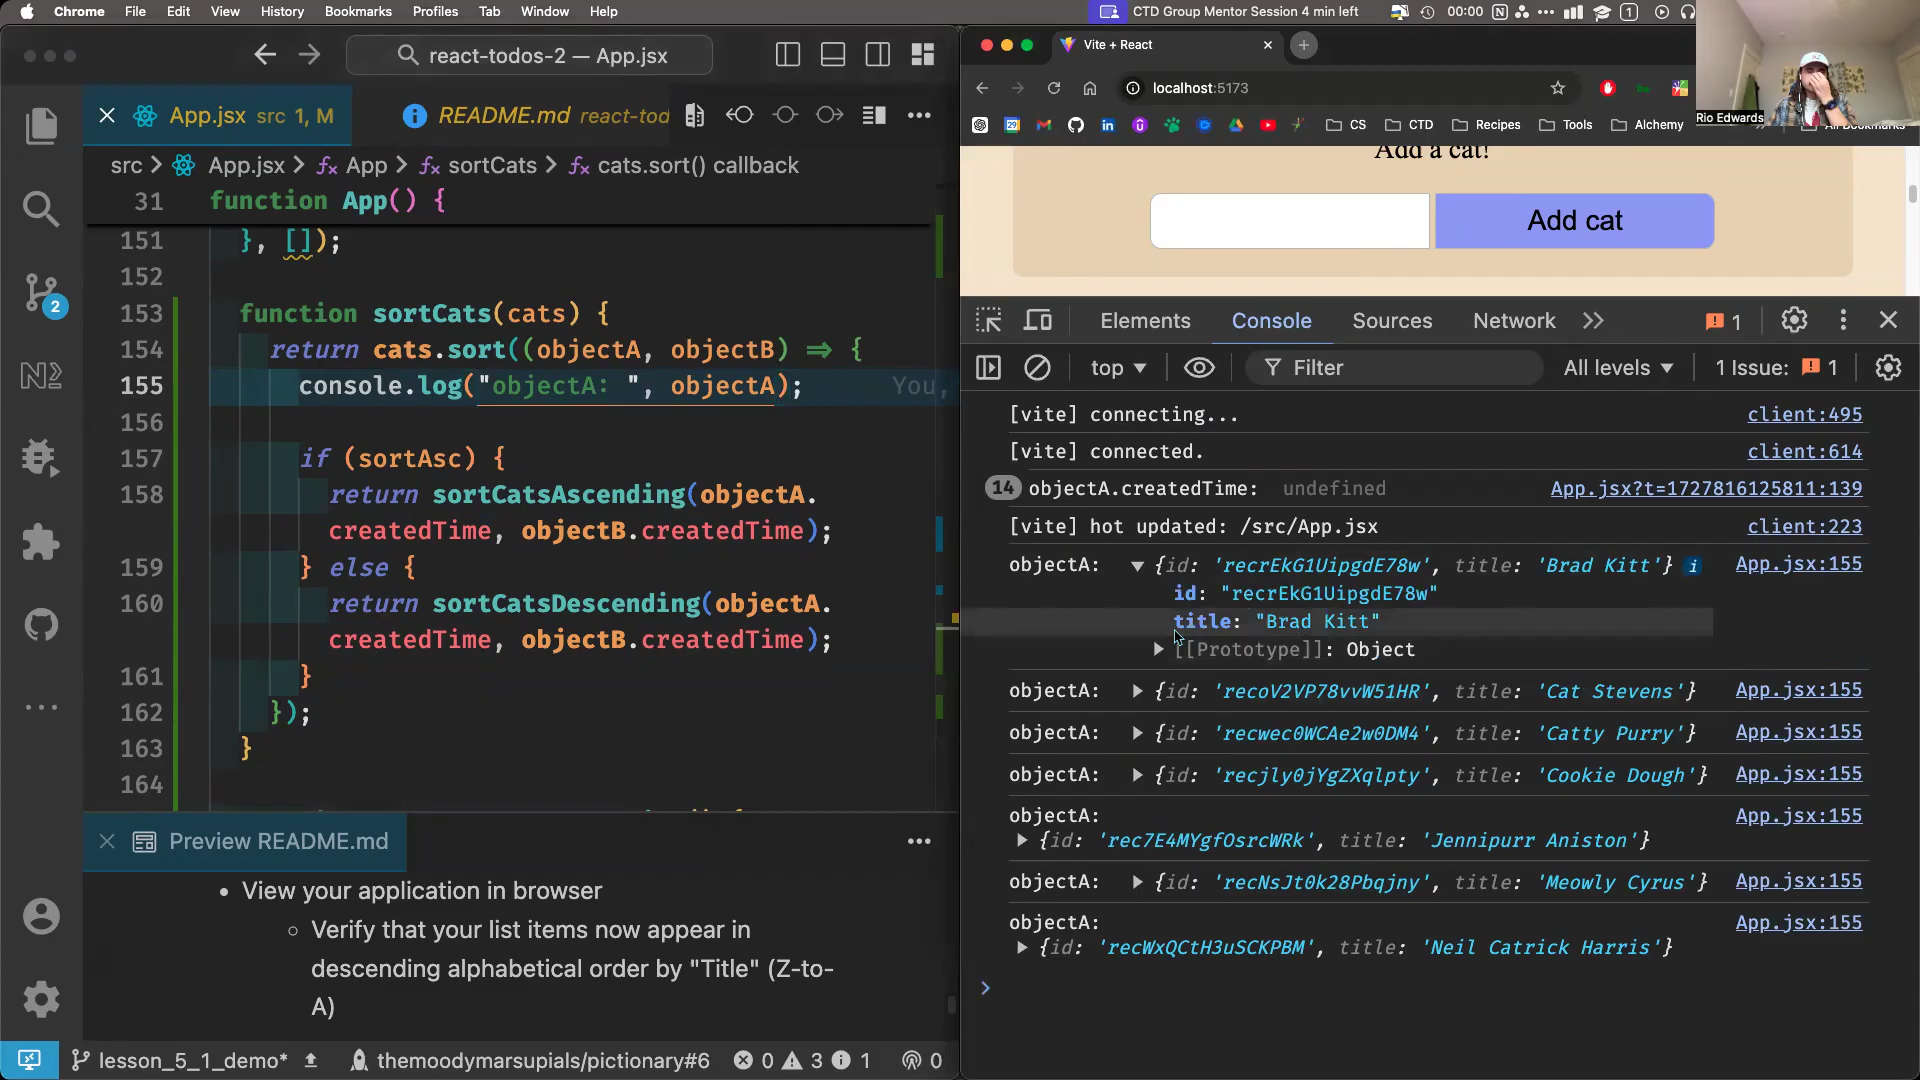 Chrome File Edit View History Bookmarks Profiles Tab Window Help
CTD Group Mentor Session 4 min left
00:00
1
react-todos-2 — App.jsx
App.jsx src 1, M
README.md react-tod
src > App.jsx > App > sortCats > cats.sort() callback
31 function App() {
151 }, []);
152
153 function sortCats(cats) {
154 return cats.sort((objectA, objectB) => {
155 console.log("objectA: ", objectA); You,
156
157 if (sortAsc) {
158 return sortCatsAscending(objectA.
createdTime, objectB.createdTime);
159 } else {
160 return sortCatsDescending(objectA.
createdTime, objectB.createdTime);
161 }
162 });
163 }
164
2
Preview README.md
• View your application in browser
○ Verify that your list items now appear in
descending alphabetical order by "Title" (Z-to-
A)
lesson_5_1_demo* themoodymarsupials/pictionary#6 0 3 1 0
Vite + React
localhost:5173
CS CTD Recipes Tools Alchemy
Rio Edwards
Add a cat!
Add cat
Elements Console Sources Network 1
top Filter All levels 1 Issue: 1
[vite] connecting... client:495
[vite] connected. client:614
14 objectA.createdTime: undefined App.jsx?t=1727816125811:139
[vite] hot updated: /src/App.jsx client:223
objectA: {id: 'recrEkG1UipgdE78w', title: 'Brad Kitt'} i App.jsx:155
id: "recrEkG1UipgdE78w"
title: "Brad Kitt"
[[Prototype]]: Object
objectA: {id: 'recoV2VP78vvW51HR', title: 'Cat Stevens'} App.jsx:155
objectA: {id: 'recwec0WCAe2w0DM4', title: 'Catty Purry'} App.jsx:155
objectA: {id: 'recjly0jYgZXqlpty', title: 'Cookie Dough'} App.jsx:155
objectA: App.jsx:155
{id: 'rec7E4MYgfOsrcWRk', title: 'Jennipurr Aniston'}
objectA: {id: 'recNsJt0k28Pbqjny', title: 'Meowly Cyrus'} App.jsx:155
objectA: App.jsx:155
{id: 'recWxQCtH3uSCKPBM', title: 'Neil Catrick Harris'}